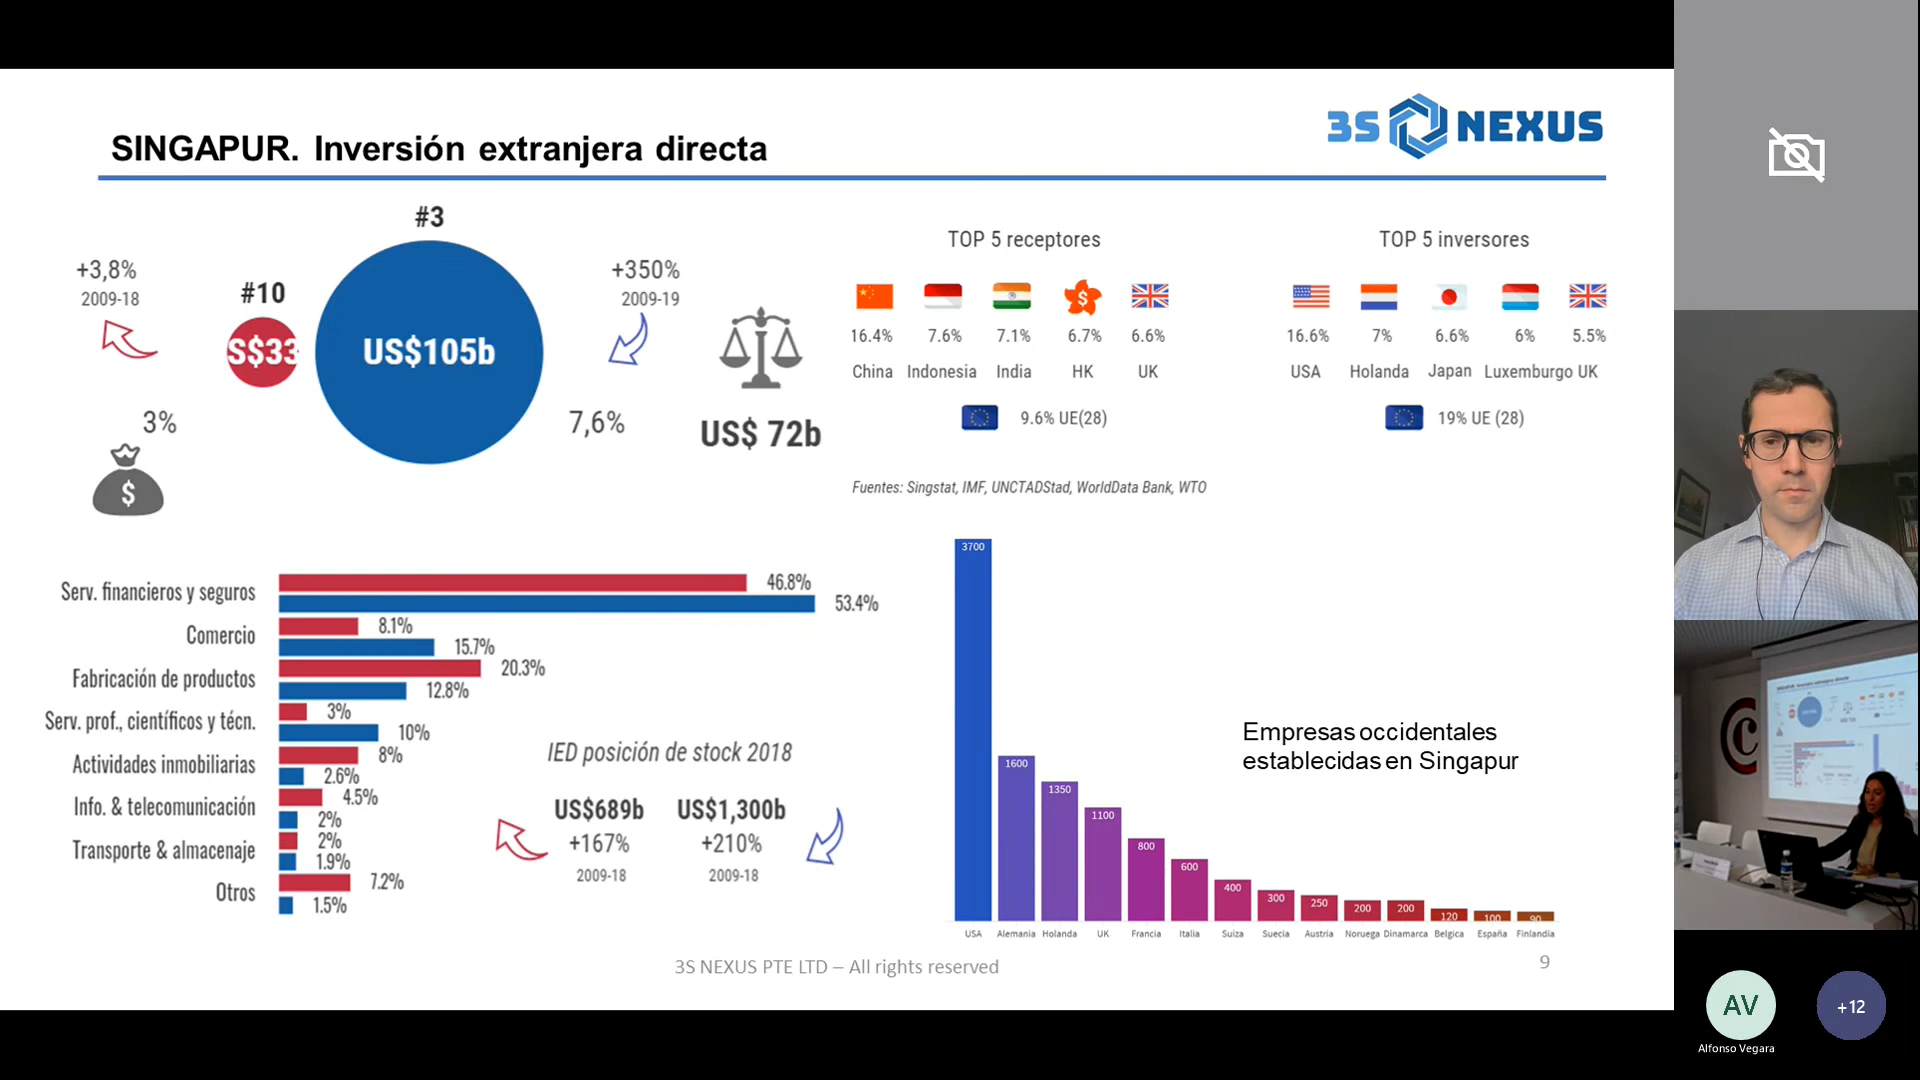 3S NEXUS
SINGAPUR. Inversión extranjera directa
#3
+3,8%
2009-18
#10
S$33
US$105b
+350%
2009-19
3%
$
7,6%
US$ 72b
TOP 5 receptores
16.4% 7.6% 7.1% 6.7% 6.6%
China Indonesia India HK UK
9.6% UE(28)
TOP 5 inversores
16.6% 7% 6.6% 6% 5.5%
USA Holanda Japan Luxemburgo UK
19% UE (28)
Fuentes: Singstat, IMF, UNCTADStad, WorldData Bank, WTO
Serv. financieros y seguros 46.8%
53.4%
Comercio 8.1%
15.7%
Fabricación de productos 20.3%
12.8%
Serv. prof., científicos y técn. 3%
10%
Actividades inmobiliarias 8%
2.6%
Info. & telecomunicación 4.5%
2%
Transporte & almacenaje 2%
1.9%
Otros 7.2%
1.5%
IED posición de stock 2018
US$689b US$1,300b
+167% +210%
2009-18 2009-18
3700 1600 1350 1100 800 600 400 300 250 200 200 120 100 90
USA Alemania Holanda UK Francia Italia Suiza Suecia Austria Noruega Dinamarca Belgica España Finlandia
Empresas occidentales
establecidas en Singapur
3S NEXUS PTE LTD – All rights reserved
9
AV
Alfonso Vegara
+12